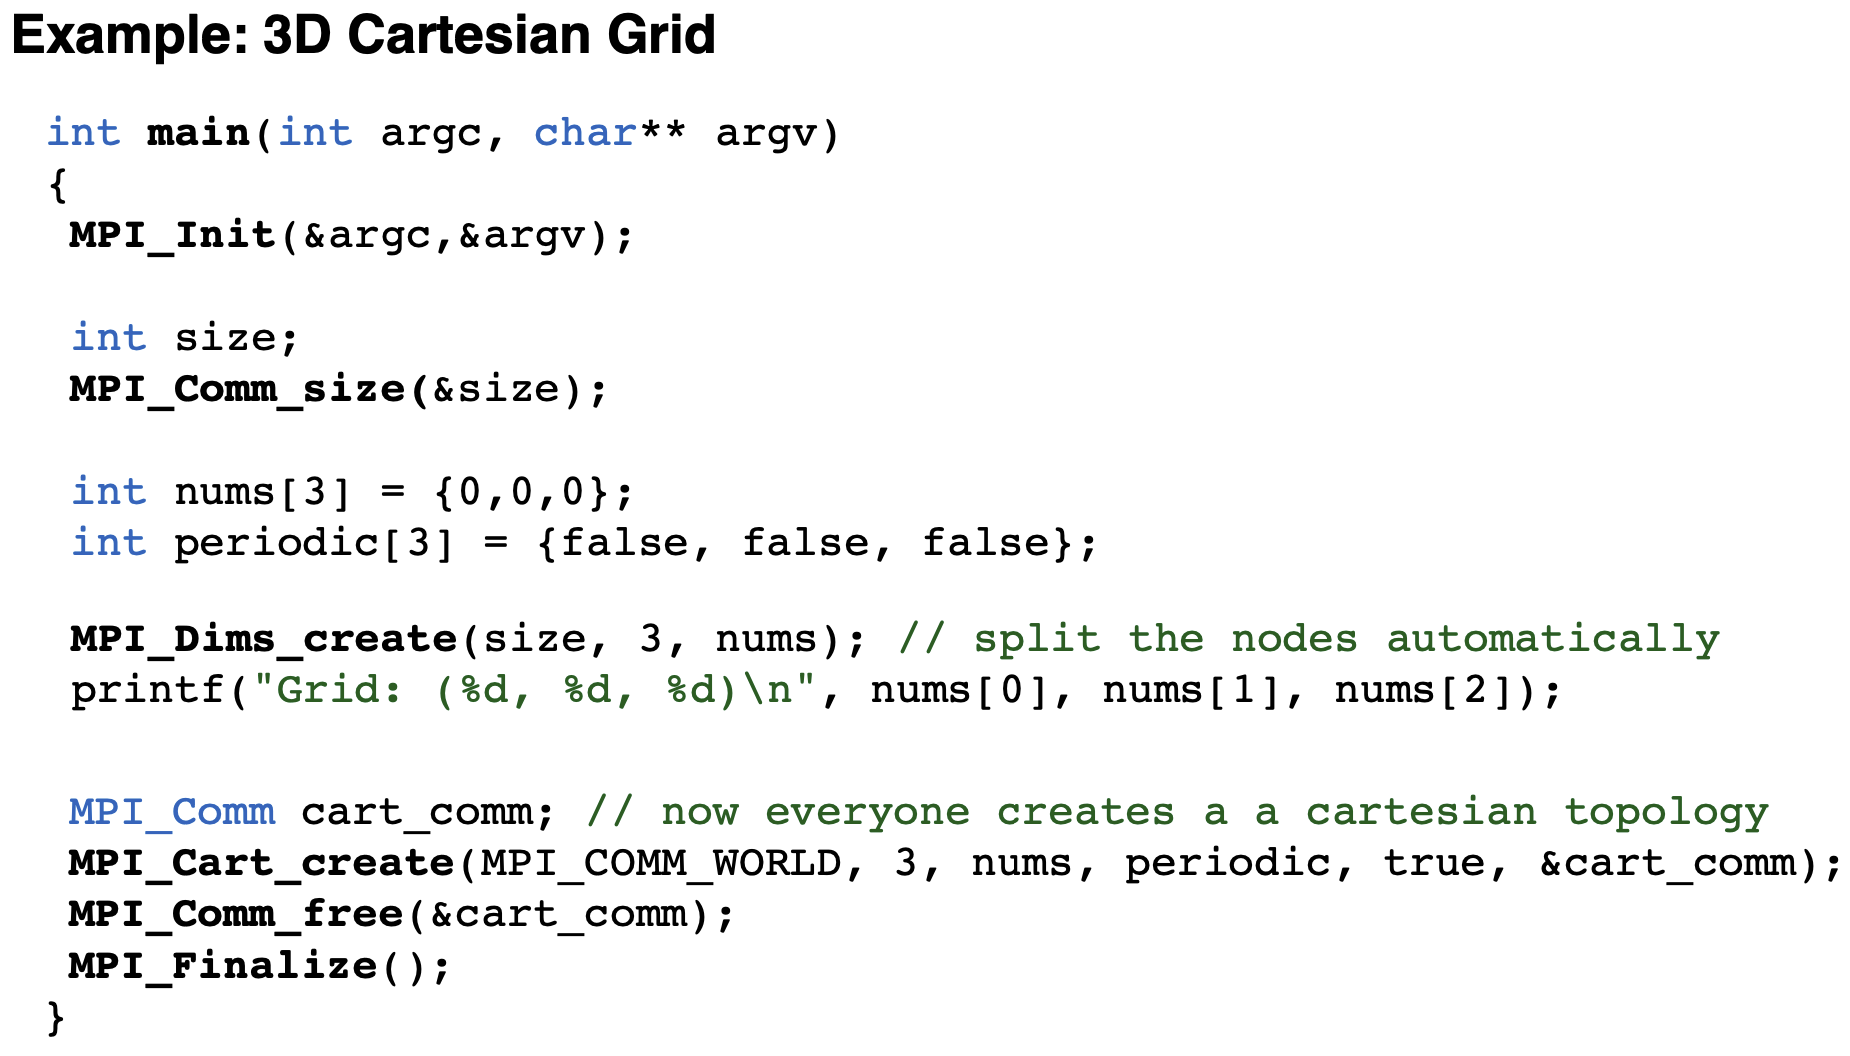 Example: 3D Cartesian Grid
int main(int argc, char** argv)
{
MPI_Init(&argc,&argv);
int size;
MPI_Comm_size(&size);
int nums[3] = {0,0,0};
int periodic[3] = {false, false, false};
MPI_Dims_create(size, 3, nums); // split the nodes automatically
printf("Grid: (%d, %d, %d)\n", nums[0], nums[1], nums[2]);
MPI_Comm cart_comm; // now everyone creates a a cartesian topology
MPI_Cart_create(MPI_COMM_WORLD, 3, nums, periodic, true, &cart_comm);
MPI_Comm_free(&cart_comm);
MPI_Finalize();
}